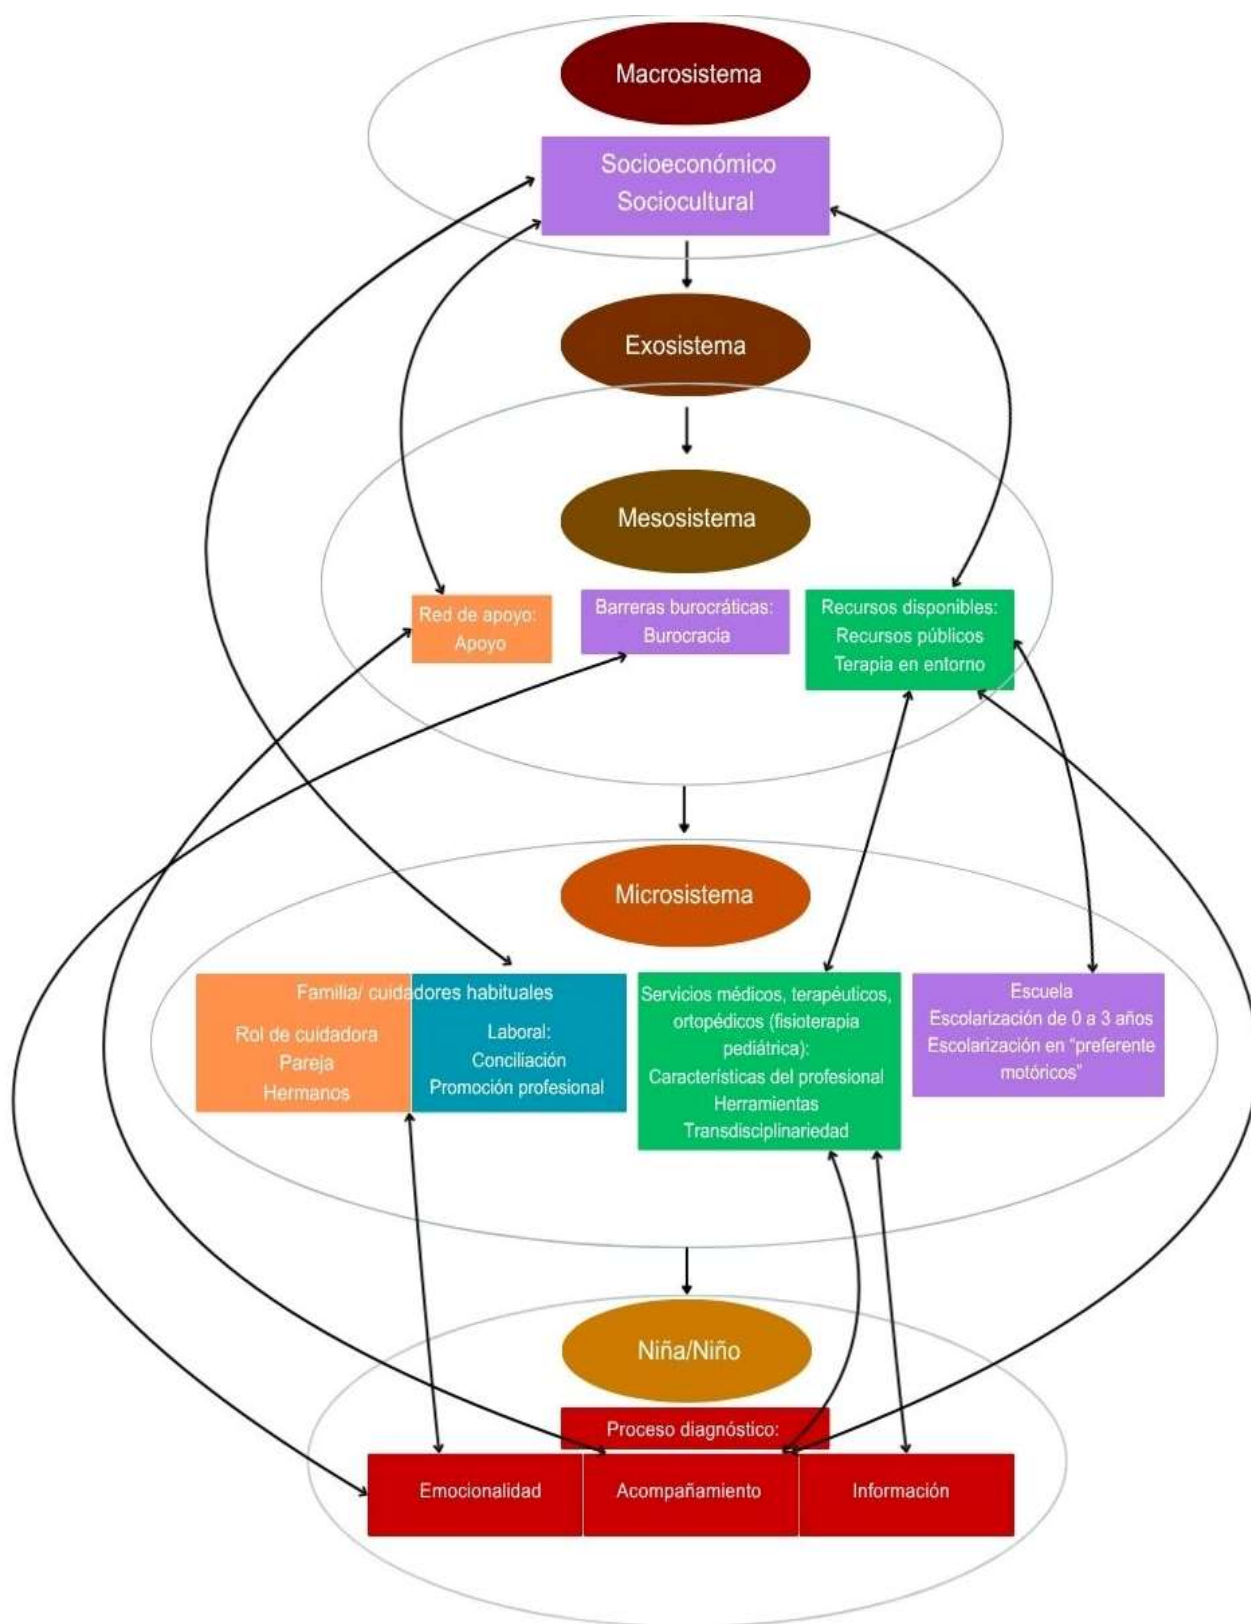 Macrosistema
Socioeconómico
Sociocultural
Exosistema
Mesosistema
Red de apoyo:
Apoyo
Barreras burocráticas:
Burocracia
Recursos disponibles:
Recursos públicos
Terapia en entorno
Microsistema
Familia/ cuidadores habituales
Rol de cuidadora
Pareja
Hermanos
Laboral:
Conciliación
Promoción profesional
Servicios médicos, terapéuticos,
ortopédicos (fisioterapia
pediátrica):
Características del profesional
Herramientas
Transdisciplinariedad
Escuela
Escolarización de 0 a 3 años
Escolarización en “preferente
motóricos”
Niña/Niño
Proceso diagnóstico:
Emocionalidad
Acompañamiento
Información